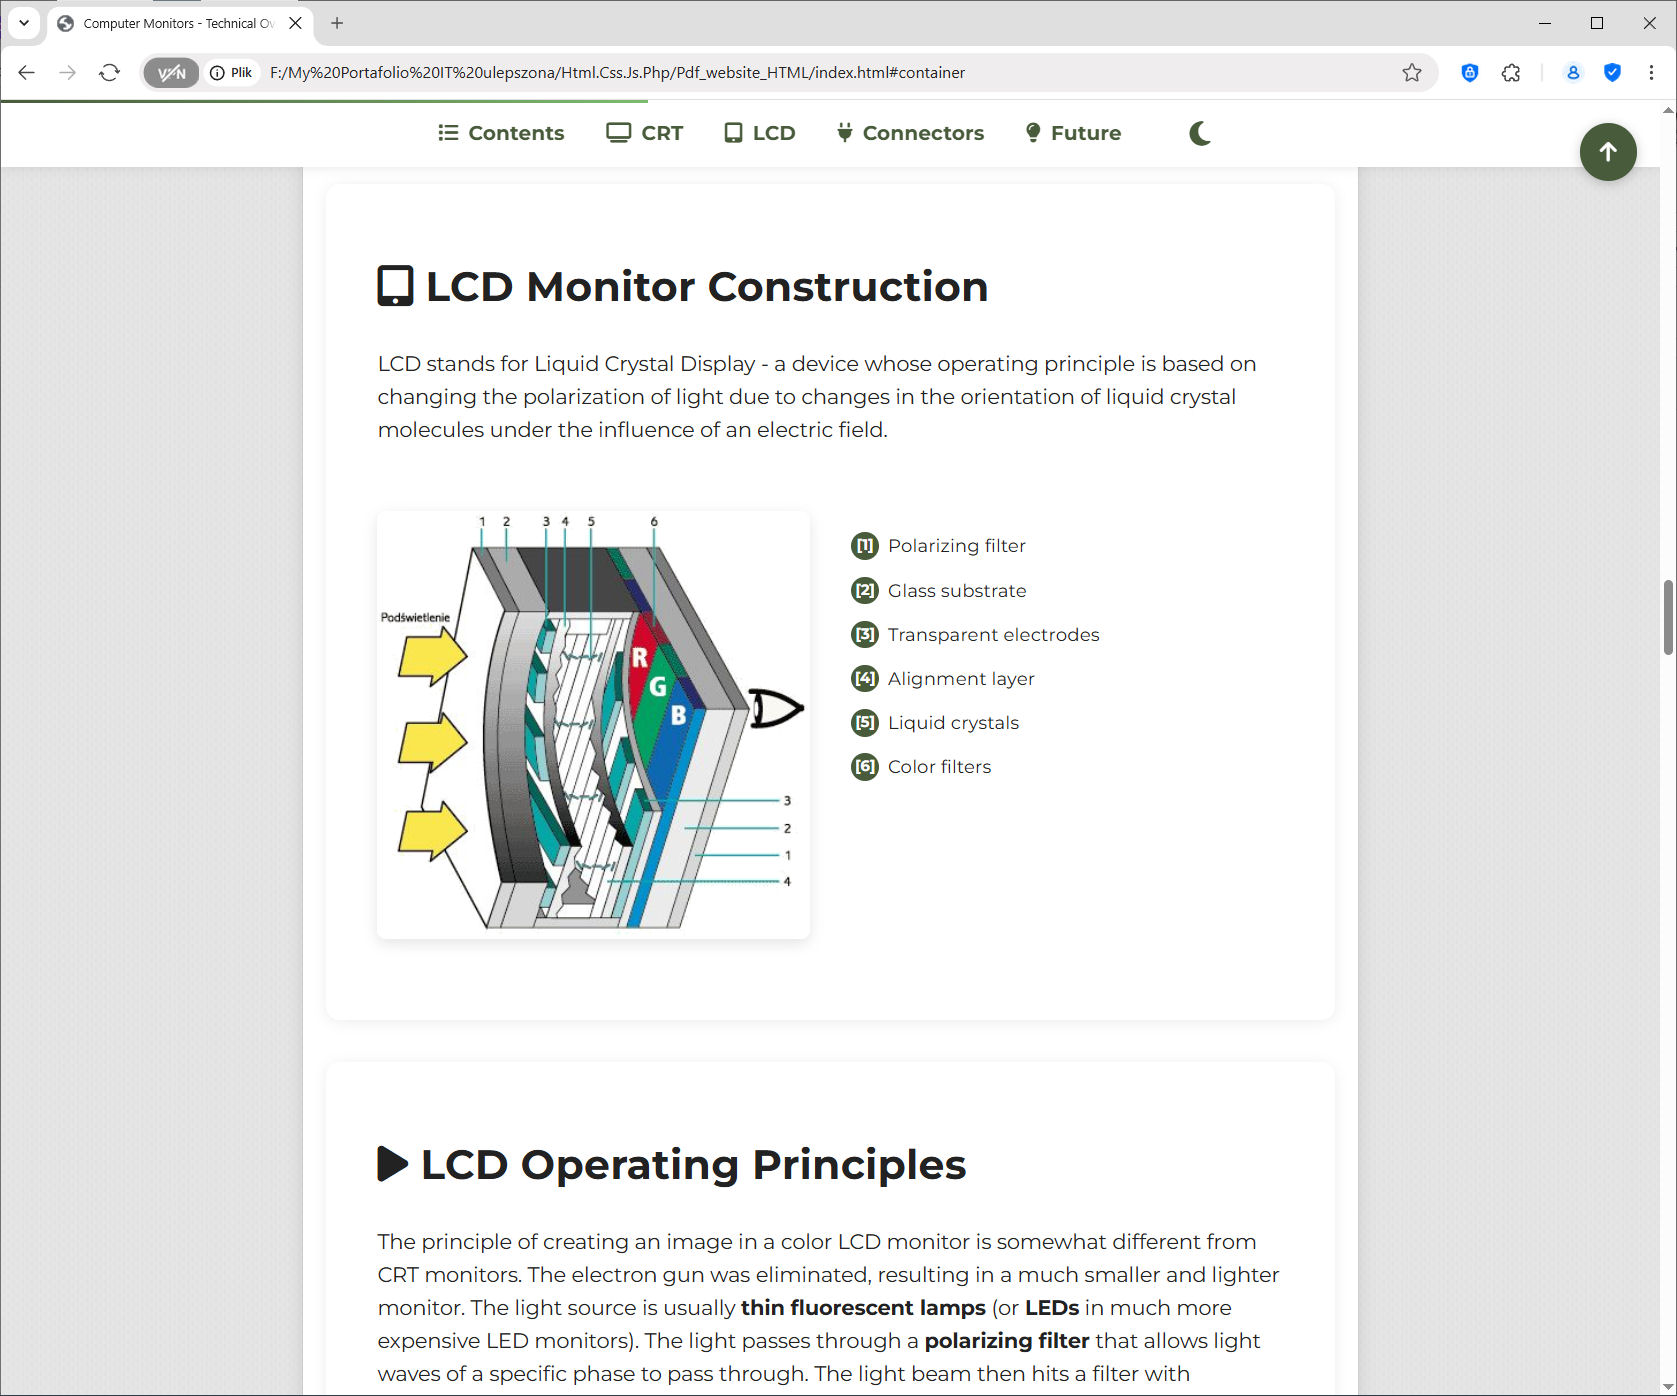 Computer Monitors - Technical Ov
VPN
Plik
F:/My%20Portafolio%20IT%20ulepszona/Html.Css.Js.Php/Pdf_website_HTML/index.html#container
Contents
CRT
LCD
Connectors
Future
LCD Monitor Construction
LCD stands for Liquid Crystal Display - a device whose operating principle is based on
changing the polarization of light due to changes in the orientation of liquid crystal
molecules under the influence of an electric field.
1 2 3 4 5 6
Podświetlenie
R
G
B
3
2
1
4
[1] Polarizing filter
[2] Glass substrate
[3] Transparent electrodes
[4] Alignment layer
[5] Liquid crystals
[6] Color filters
LCD Operating Principles
The principle of creating an image in a color LCD monitor is somewhat different from
CRT monitors. The electron gun was eliminated, resulting in a much smaller and lighter
monitor. The light source is usually thin fluorescent lamps (or LEDs in much more
expensive LED monitors). The light passes through a polarizing filter that allows light
waves of a specific phase to pass through. The light beam then hits a filter with